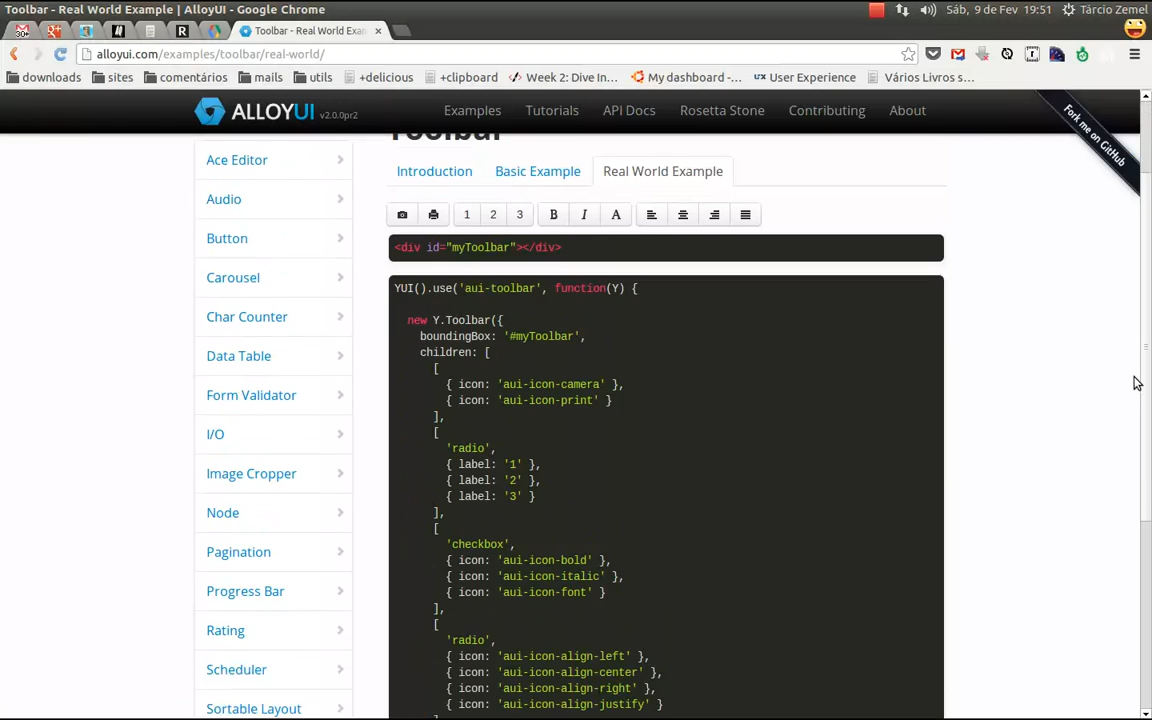 Toolbar - Real World Example | AlloyUI - Google Chrome
Sáb, 9 de Fev 19:51 Tárcio Zemel
30+
R
Toolbar - Real World Exam
alloyui.com/examples/toolbar/real-world/
downloads sites comentários mails utils +delicious +clipboard Week 2: Dive In... My dashboard -... UX User Experience Vários Livros s...
ALLOYUI v2.0.0pr2 Examples Tutorials API Docs Rosetta Stone Contributing About
Fork me on GitHub
Toolbar
Ace Editor
Audio
Button
Carousel
Char Counter
Data Table
Form Validator
I/O
Image Cropper
Node
Pagination
Progress Bar
Rating
Scheduler
Sortable Layout
Introduction Basic Example Real World Example
1 2 3 B I A
<div id="myToolbar"></div>
YUI().use('aui-toolbar', function(Y) {
new Y.Toolbar({
boundingBox: '#myToolbar',
children: [
[
{ icon: 'aui-icon-camera' },
{ icon: 'aui-icon-print' }
],
[
'radio',
{ label: '1' },
{ label: '2' },
{ label: '3' }
],
[
'checkbox',
{ icon: 'aui-icon-bold' },
{ icon: 'aui-icon-italic' },
{ icon: 'aui-icon-font' }
],
[
'radio',
{ icon: 'aui-icon-align-left' },
{ icon: 'aui-icon-align-center' },
{ icon: 'aui-icon-align-right' },
{ icon: 'aui-icon-align-justify' }